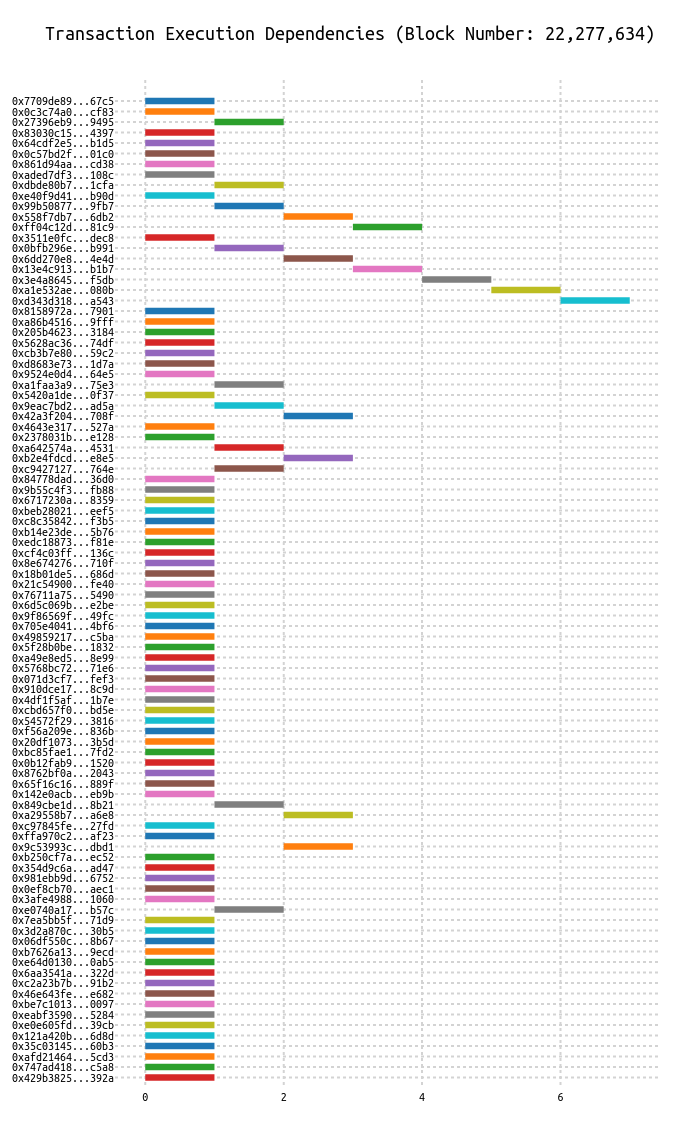 Transaction Execution Dependencies (Block Number: 22,277,634)
0x7709de89...67c5
0x0c3c74a0...cf83
0x27396eb9...9495
0x83030c15...4397
0x64cdf2e5...b1d5
0x0c57bd2f...01c0
0x861d94aa...cd38
0xaded7df3...108c
0xdbde80b7...1cfa
0xe40f9d41...b90d
0x99b50877...9fb7
0x558f7db7...6db2
0xff04c12d...81c9
0x3511e0fc...dec8
0x0bfb296e...b991
0x6dd270e8...4e4d
0x13e4c913...b1b7
0x3e4a8645...f5db
0xa1e532ae...080b
0xd343d318...a543
0x8158972a...7901
0xa86b4516...9fff
0x205b4623...3184
0x5628ac36...74df
0xcb3b7e80...59c2
0xd8683e73...1d7a
0x9524e0d4...64e5
0xa1faa3a9...75e3
0x5420a1de...0f37
0x9eac7bd2...ad5a
0x42a3f204...708f
0x4643e317...527a
0x2378031b...e128
0xa642574a...4531
0xb2e4fdcd...e8e5
0xc9427127...764e
0x84778dad...36d0
0x9b55c4f3...fb88
0x6717230a...8359
0xbeb28021...eef5
0xc8c35842...f3b5
0xb14e23de...5b76
0xedc18873...f81e
0xcf4c03ff...136c
0x8e674276...710f
0x18b01de5...686d
0x21c54900...fe40
0x76711a75...5490
0x6d5c069b...e2be
0x9f86569f...49fc
0x705e4041...4bf6
0x49859217...c5ba
0x5f28b0be...1832
0xa49e8ed5...8e99
0x5768bc72...71e6
0x071d3cf7...fef3
0x910dce17...8c9d
0x4df1f5af...1b7e
0xcbd657f0...bd5e
0x54572f29...3816
0xf56a209e...836b
0x20df1073...3b5d
0xbc85fae1...7fd2
0x0b12fab9...1520
0x8762bf0a...2043
0x65f16c16...889f
0x142e0acb...eb9b
0x849cbe1d...8b21
0xa29558b7...a6e8
0xc97845fe...27fd
0xffa970c2...af23
0x9c53993c...dbd1
0xb250cf7a...ec52
0x354d9c6a...ad47
0x981ebb9d...6752
0x0ef8cb70...aec1
0x3afe4988...1060
0xe0740a17...b57c
0x7ea5bb5f...71d9
0x3d2a870c...30b5
0x06df550c...8b67
0xb7626a13...9ecd
0xe64d0130...0ab5
0x6aa3541a...322d
0xc2a23b7b...91b2
0x46e643fe...e682
0xbe7c1013...0097
0xeabf3590...5284
0xe0e605fd...39cb
0x121a420b...6d8d
0x35c03145...60b3
0xafd21464...5cd3
0x747ad418...c5a8
0x429b3825...392a
0 2 4 6